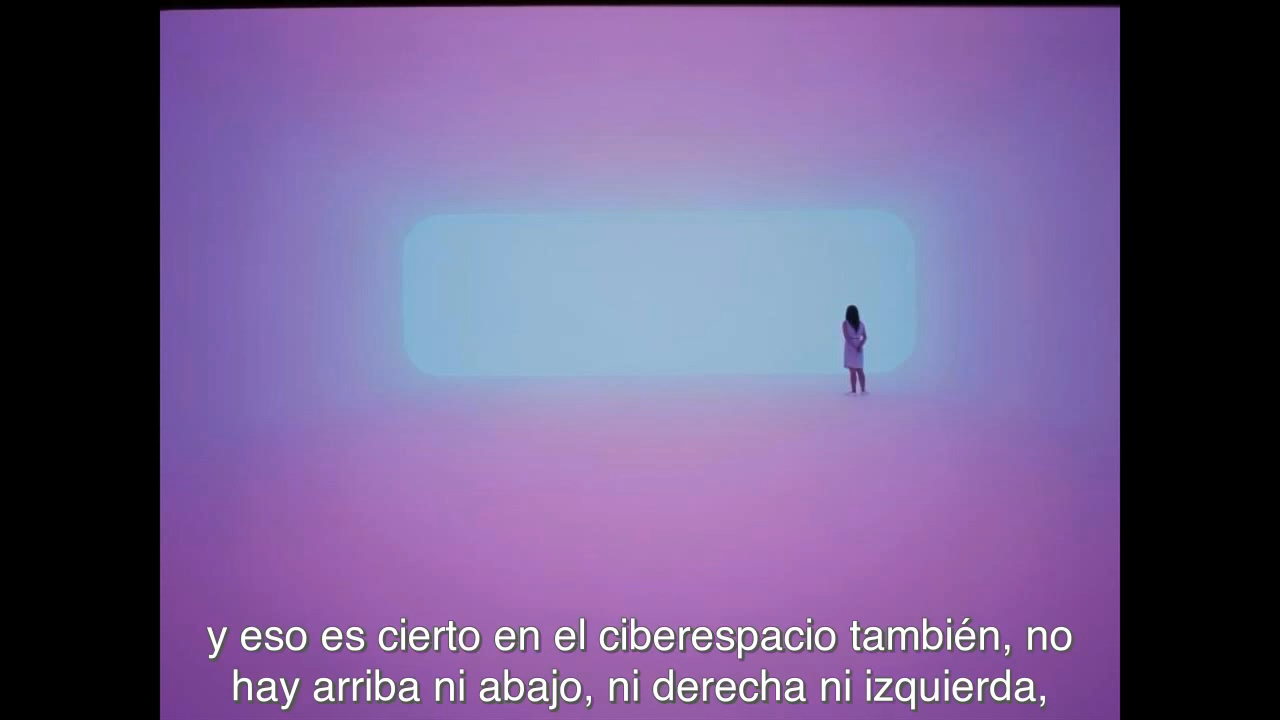 y eso es cierto en el ciberespacio también, no
hay arriba ni abajo, ni derecha ni izquierda,